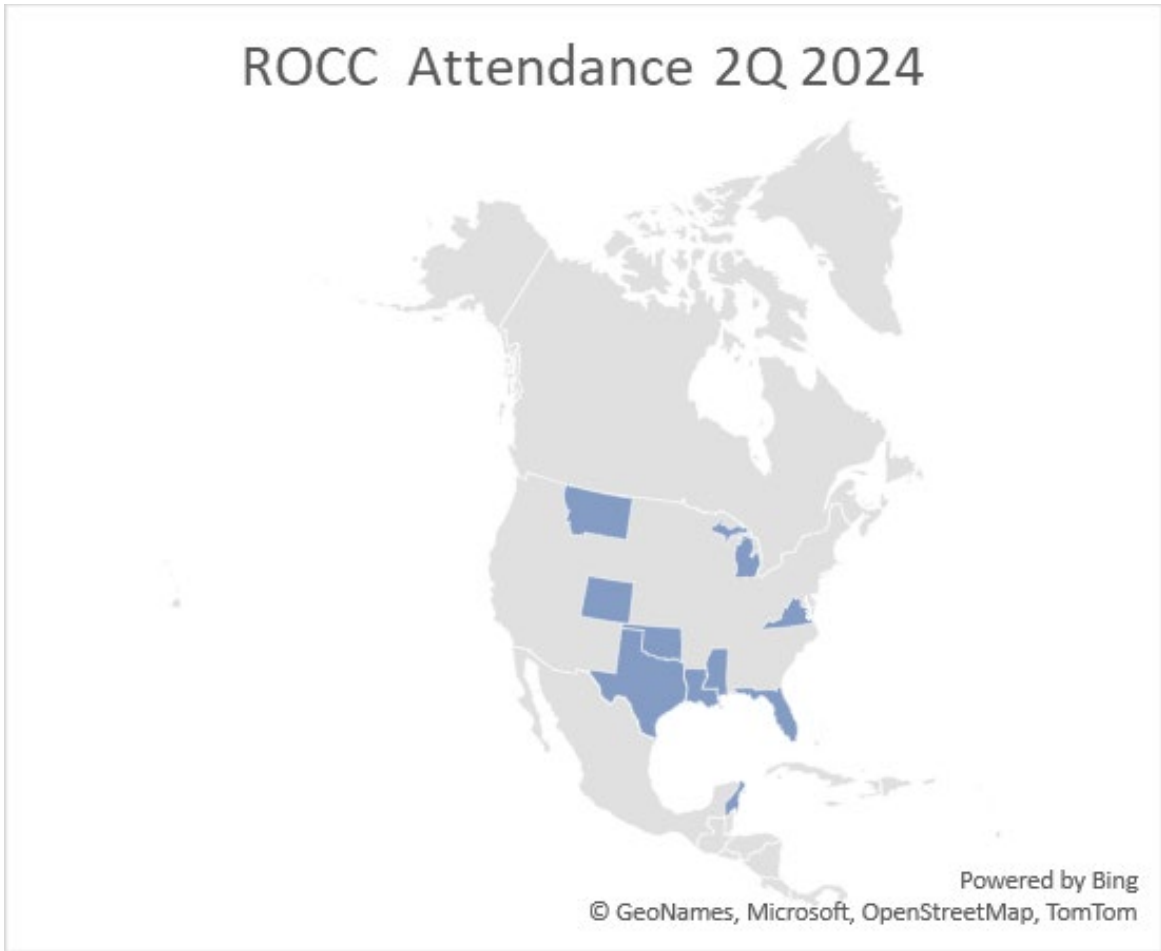 ROCC  Attendance 2Q 2024
Powered by Bing
© GeoNames, Microsoft, OpenStreetMap, TomTom